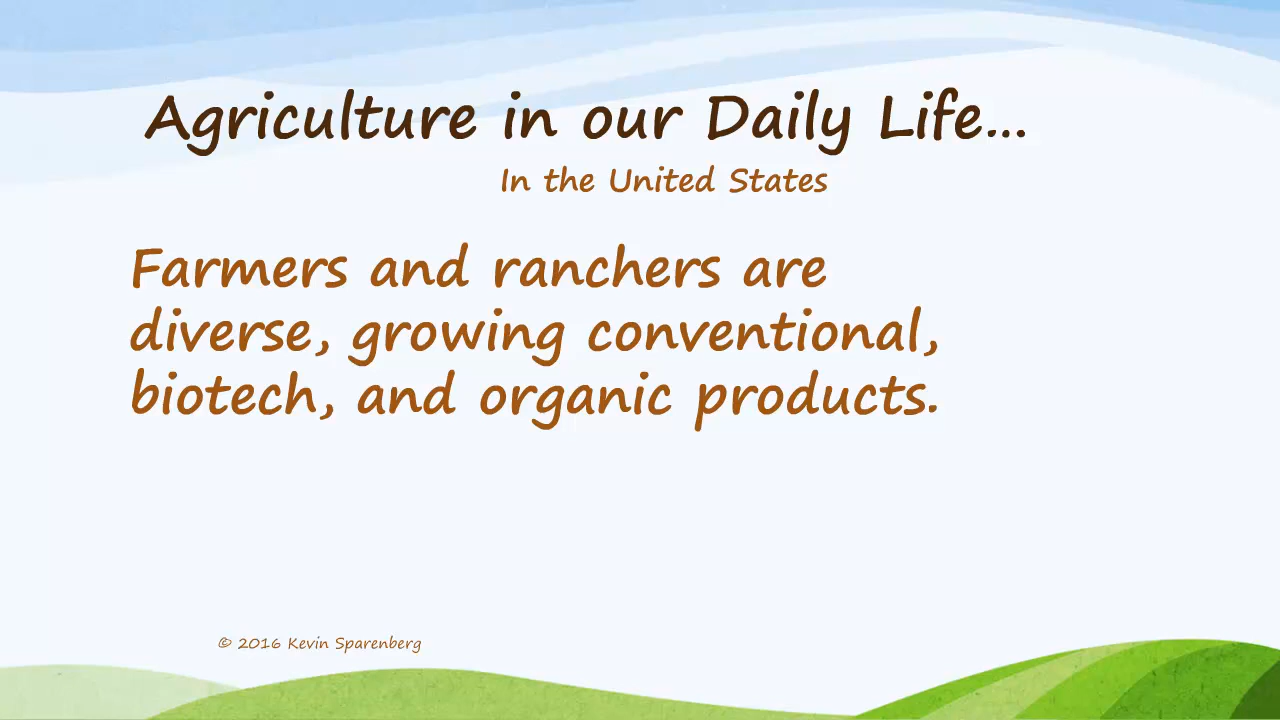 Agriculture in our Daily Life...
In the United States
Farmers and ranchers are
diverse, growing conventional,
biotech, and organic products.
© 2016 Kevin Sparenberg